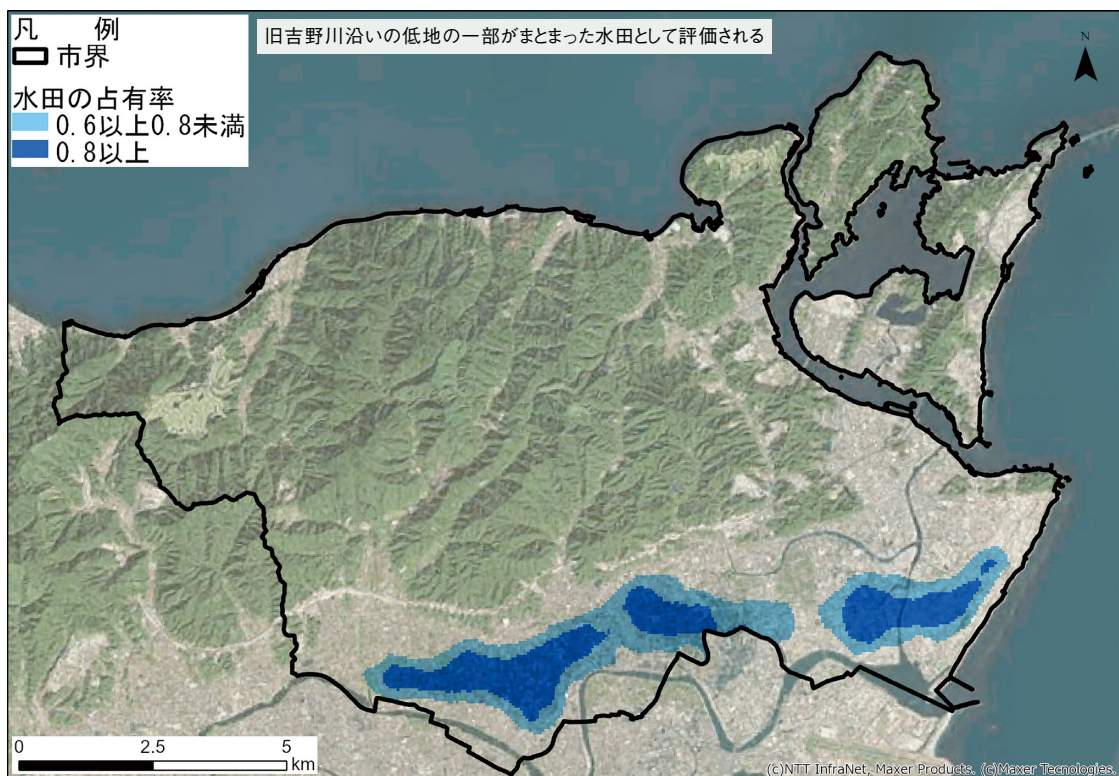 凡　例
市界
水田の占有率
0.6以上0.8未満
0.8以上
旧吉野川沿いの低地の一部がまとまった水田として評価される
N
0 2.5 5
km
(c)NTT InfraNet, Maxer Products. (c)Maxer Tecnologies.